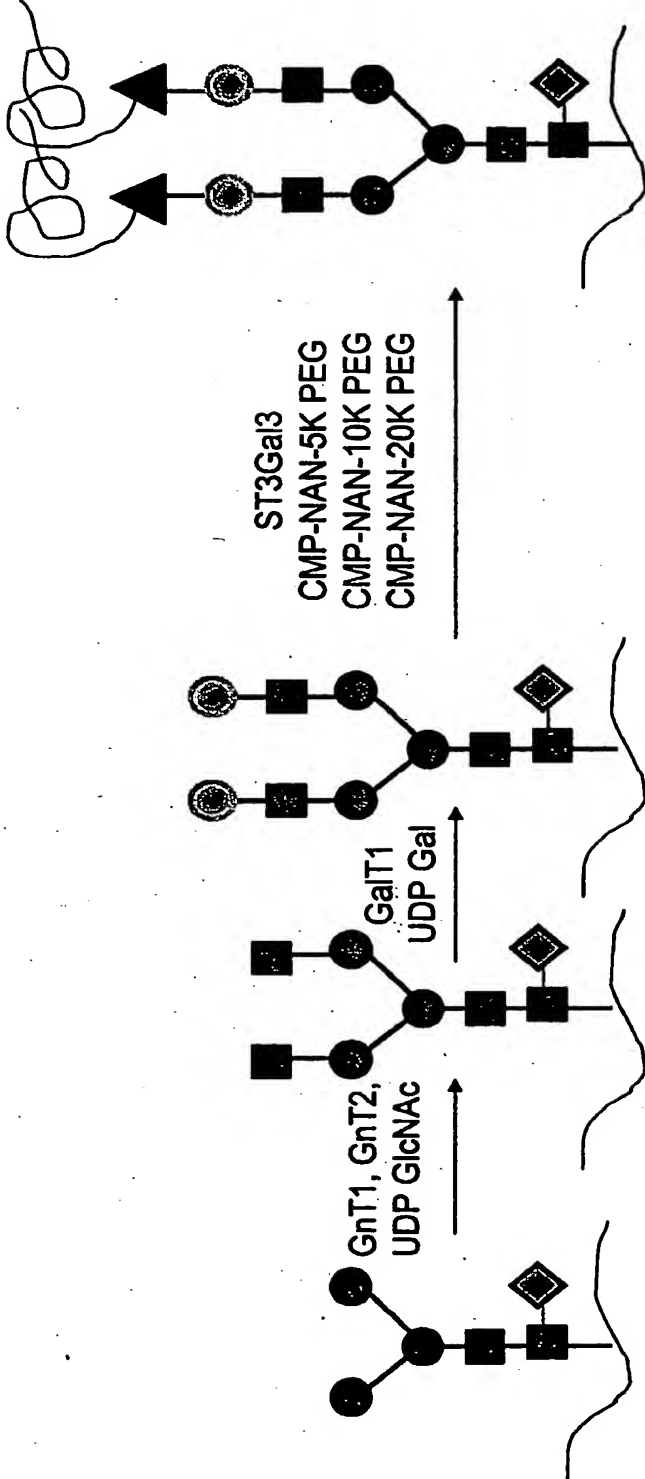 GnT1, GnT2,
UDP GlcNAc
GalT1
UDP Gal
ST3Gal3
CMP-NAN-5K PEG
CMP-NAN-10K PEG
CMP-NAN-20K PEG